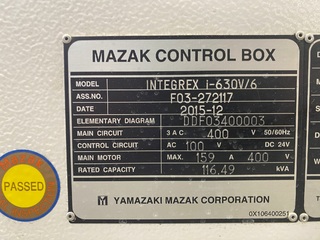 MAZAK CONTROL BOX
MODEL INTEGREX i-630V/6
ASS.NO. F03-272117
DATE 2015-12
ELEMENTARY DIAGRAM DDF03400003
MAIN CIRCUIT 3 A C 400 V 50/60Hz
CONTROL CIRCUIT AC 100 V DC 24V
MAIN MOTOR MAX. 159 A 400 V
RATED CAPACITY 116,49 kVA
YAMAZAKI MAZAK CORPORATION
0X106400251
PASSED